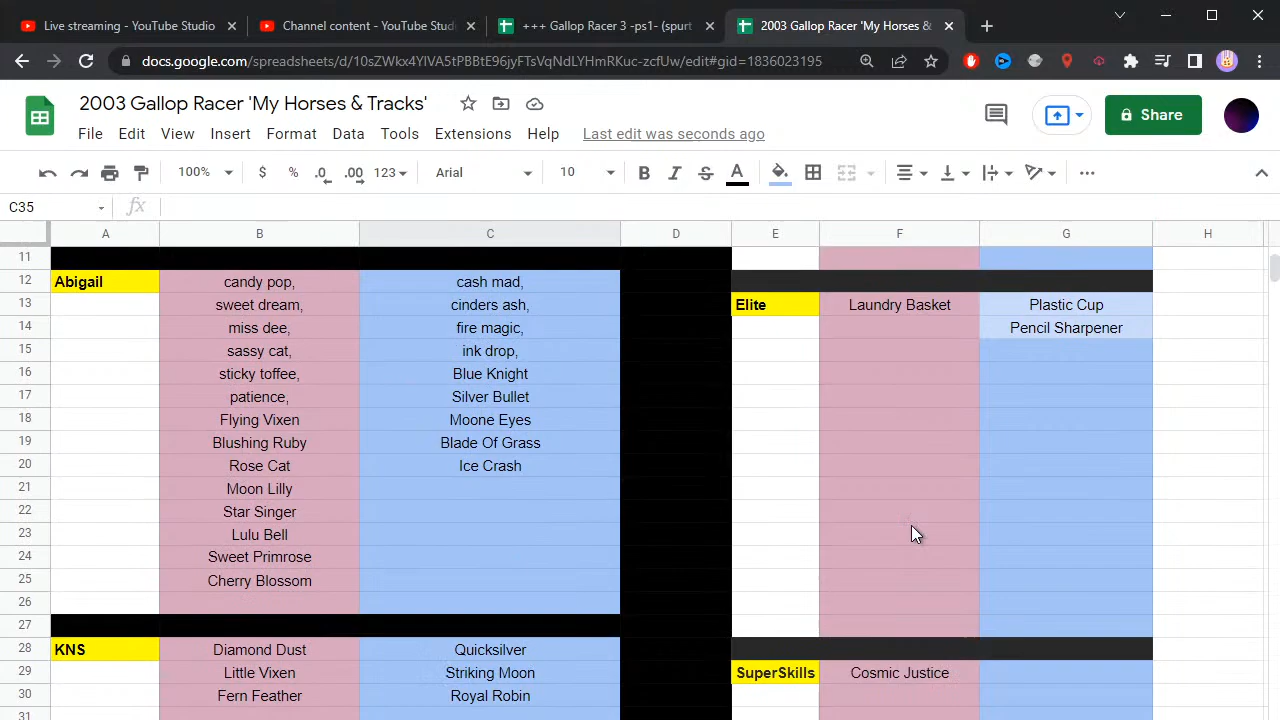 Live streaming - YouTube Studio
Channel content - YouTube Studi
+++ Gallop Racer 3 -ps1- (spurt
2003 Gallop Racer 'My Horses &
docs.google.com/spreadsheets/d/10sZWkx4YlVA5tPBBtE96jyFTsVqNdLYHmRKuc-zcfUw/edit#gid=1836023195
2003 Gallop Racer 'My Horses & Tracks'
Share
File Edit View Insert Format Data Tools Extensions Help Last edit was seconds ago
100% $ % .0 .00 123 Arial 10 B I S A
C35 fx
A B C D E F G H
11
12 Abigail candy pop, cash mad,
13 sweet dream, cinders ash, Elite Laundry Basket Plastic Cup
14 miss dee, fire magic, Pencil Sharpener
15 sassy cat, ink drop,
16 sticky toffee, Blue Knight
17 patience, Silver Bullet
18 Flying Vixen Moone Eyes
19 Blushing Ruby Blade Of Grass
20 Rose Cat Ice Crash
21 Moon Lilly
22 Star Singer
23 Lulu Bell
24 Sweet Primrose
25 Cherry Blossom
26
27
28 KNS Diamond Dust Quicksilver
29 Little Vixen Striking Moon SuperSkills Cosmic Justice
30 Fern Feather Royal Robin
31